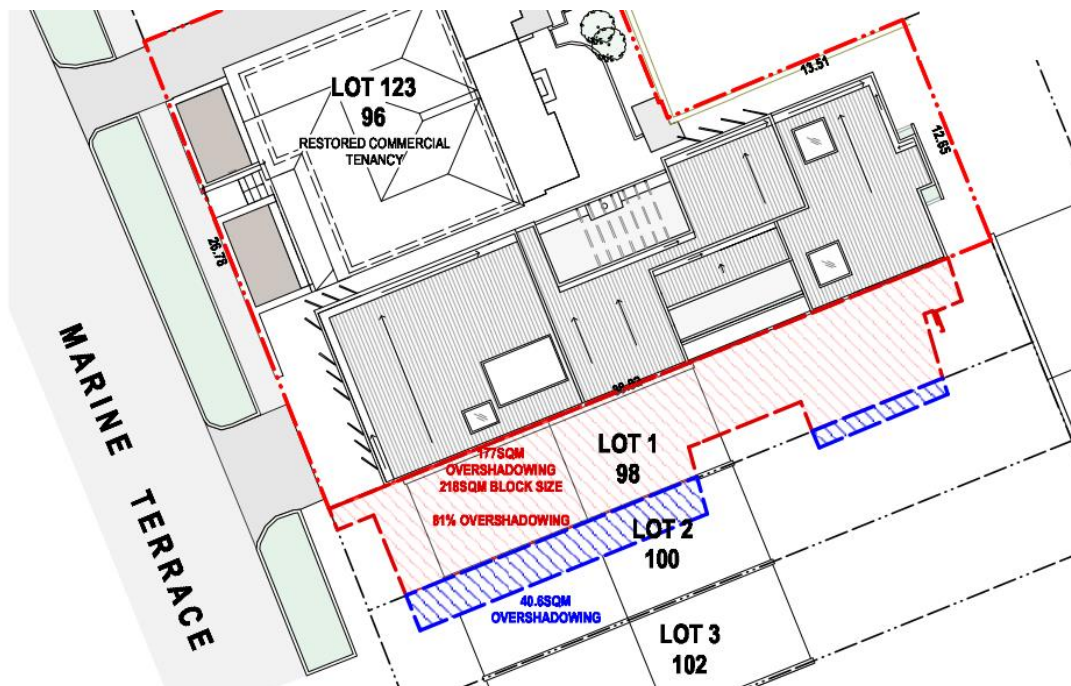 LOT 123
96
RESTORED COMMERCIAL
TENANCY
13.51
12.65
26.78
MARINE TERRACE
177SQM
OVERSHADOWING
218SQM BLOCK SIZE
81% OVERSHADOWING
LOT 1
98
LOT 2
100
40.6SQM
OVERSHADOWING
LOT 3
102